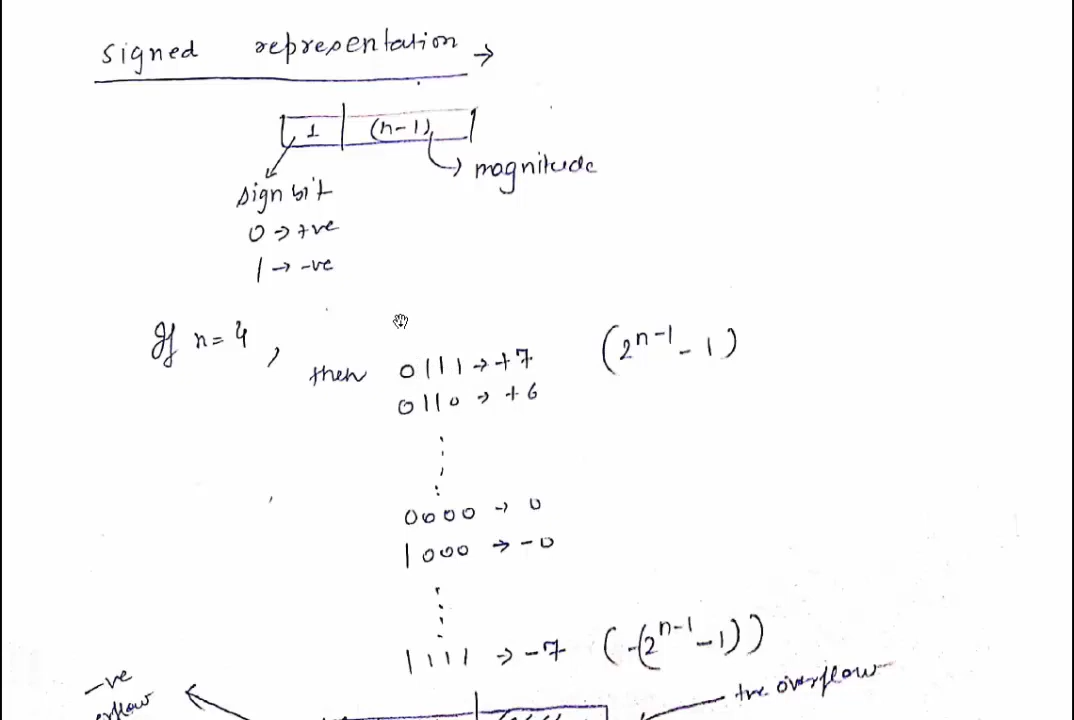 signed representation →
1 (n-1)
magnitude
sign bit
0 → +ve
1 → -ve
If n=4,
then 0111 → +7 (2^n-1 - 1)
0110 → +6
0000 → 0
1000 → -0
1111 → -7 (-(2^n-1 - 1))
-ve
+ve overflow